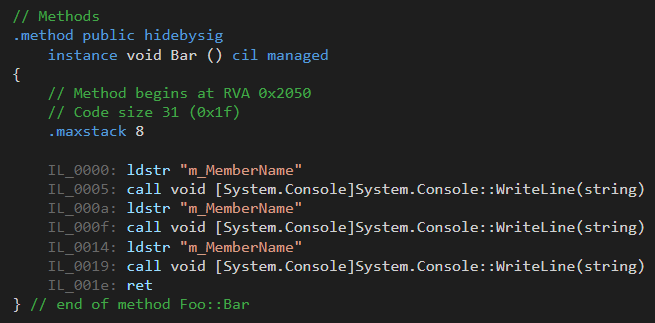 // Methods
.method public hidebysig
instance void Bar () cil managed
{
// Method begins at RVA 0x2050
// Code size 31 (0x1f)
.maxstack 8
IL_0000: ldstr "m_MemberName"
IL_0005: call void [System.Console]System.Console::WriteLine(string)
IL_000a: ldstr "m_MemberName"
IL_000f: call void [System.Console]System.Console::WriteLine(string)
IL_0014: ldstr "m_MemberName"
IL_0019: call void [System.Console]System.Console::WriteLine(string)
IL_001e: ret
} // end of method Foo::Bar